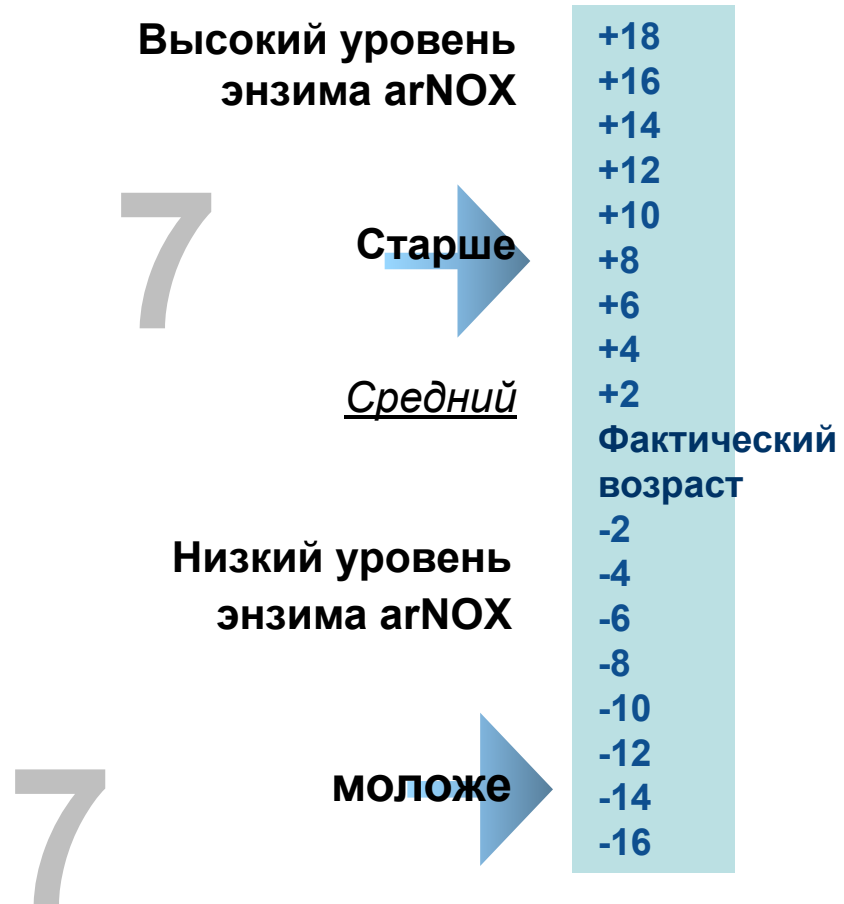 Высокий уровень
энзима arNOX
7
Старше
Средний
Низкий уровень
энзима arNOX
7
моложе
+18
+16
+14
+12
+10
+8
+6
+4
+2
Фактический
возраст
-2
-4
-6
-8
-10
-12
-14
-16